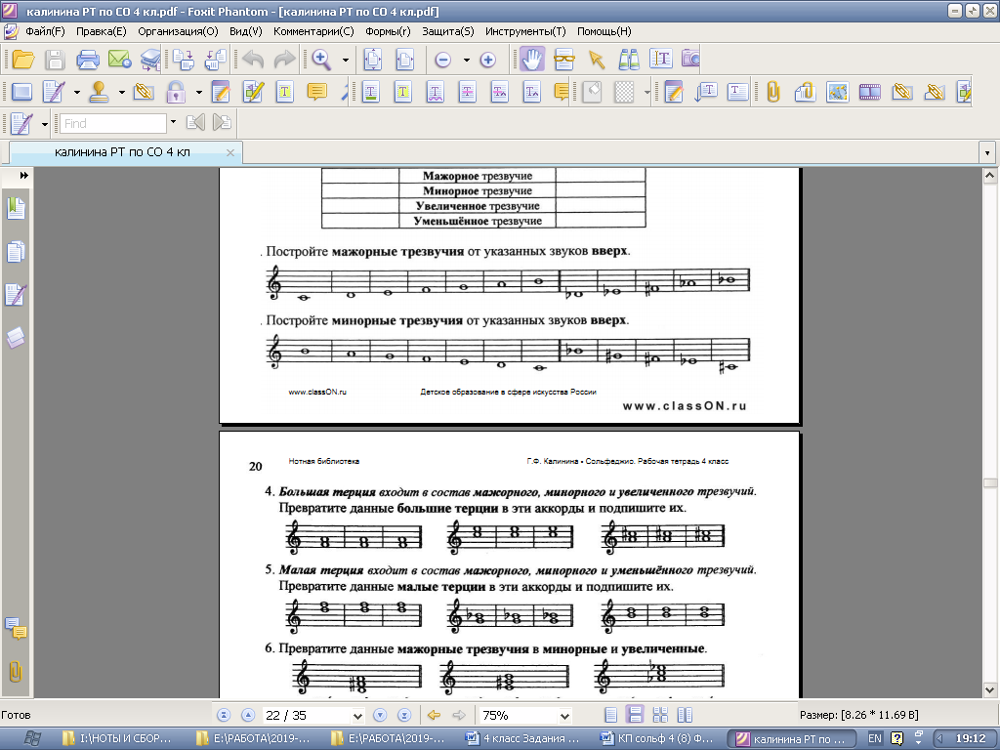 калинина РТ по СО 4 кл.pdf - Foxit Phantom - [калинина РТ по СО 4 кл.pdf]
Файл(F) Правка(E) Организация(O) Вид(V) Комментарии(C) Формы(r) Защита(S) Инструменты(T) Помощь(H)
Find
калинина РТ по СО 4 кл
Мажорное трезвучие
Минорное трезвучие
Увеличенное трезвучие
Уменьшённое трезвучие
. Постройте мажорные трезвучия от указанных звуков вверх.
. Постройте минорные трезвучия от указанных звуков вверх.
www.classON.ru Детское образование в сфере искусства России
www.classON.ru
20 Нотная библиотека Г.Ф. Калинина • Сольфеджио. Рабочая тетрадь 4 класс
4. Большая терция входит в состав мажорного, минорного и увеличенного трезвучий.
Превратите данные большие терции в эти аккорды и подпишите их.
5. Малая терция входит в состав мажорного, минорного и уменьшённого трезвучий.
Превратите данные малые терции в эти аккорды и подпишите их.
6. Превратите данные мажорные трезвучия в минорные и увеличенные.
Готово 22 / 35 75% Размер: [8.26 * 11.69 В]
I:\НОТЫ И СБОР... E:\РАБОТА\2019-... E:\РАБОТА\2019-... 4 класс Задания ... КП сольф 4 (8) Ф... калинина РТ по ... EN 19:12